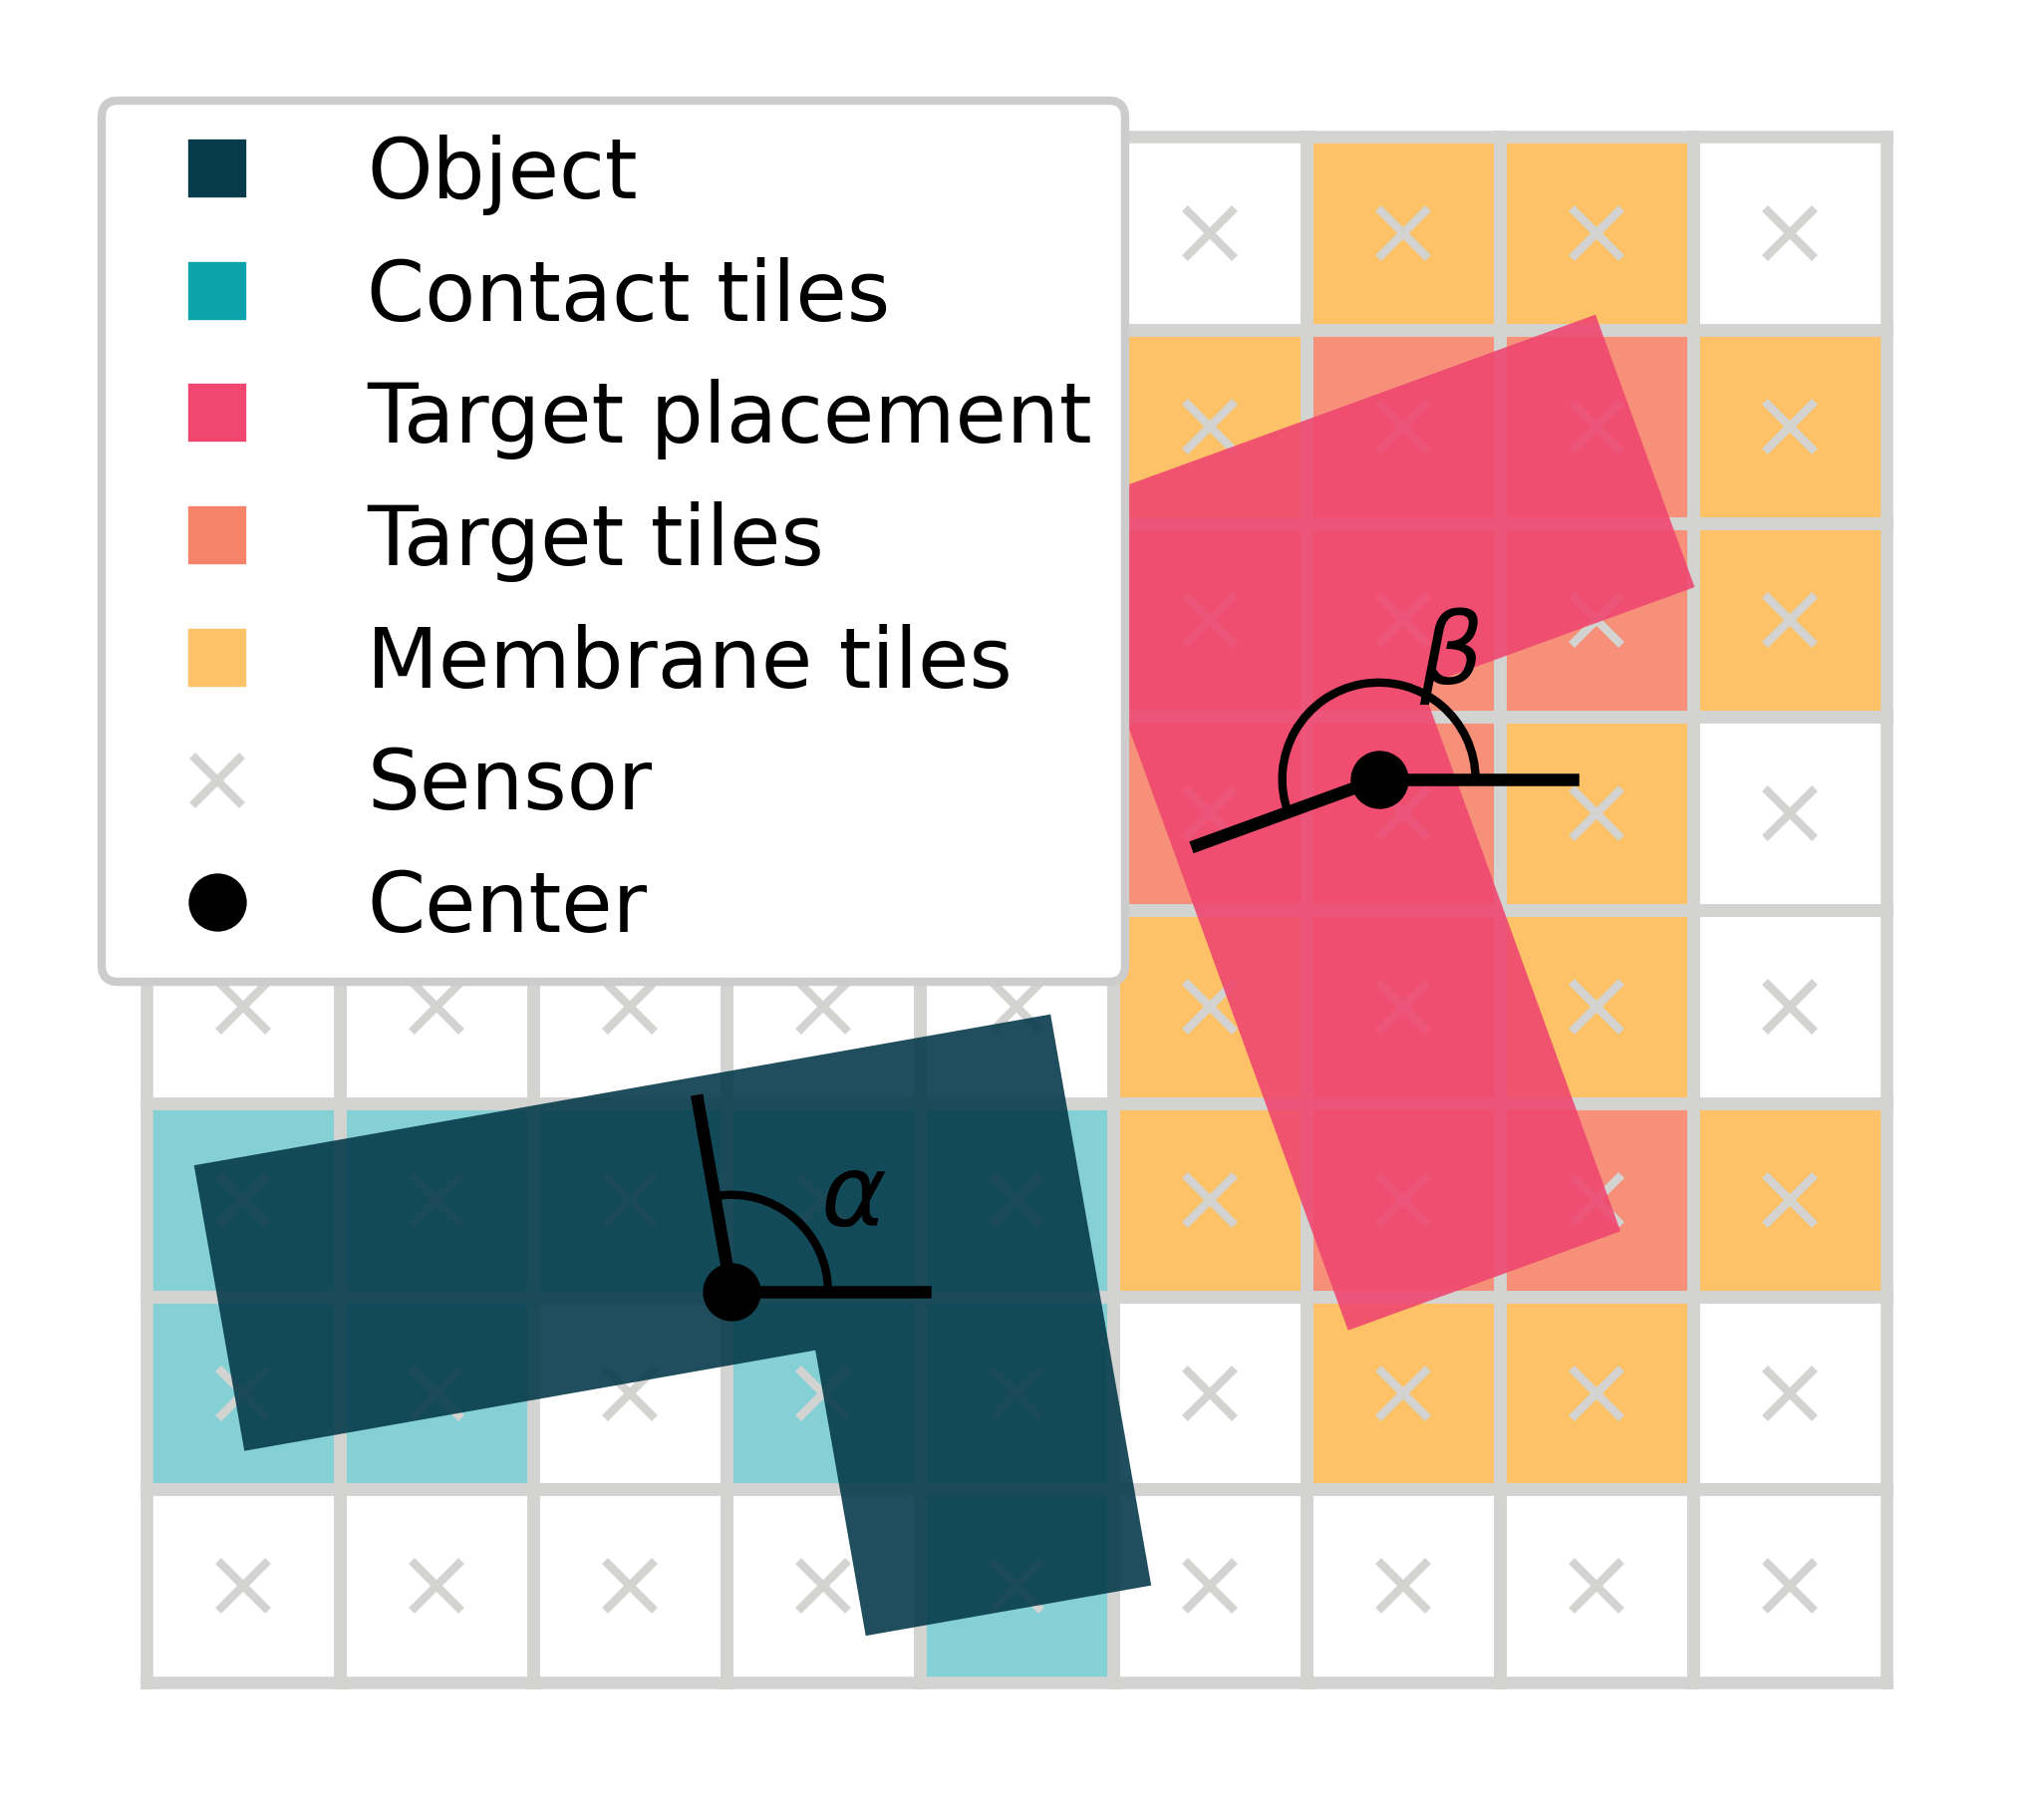 Object
Contact tiles
Target placement
Target tiles
Membrane tiles
Sensor
Center
β
α